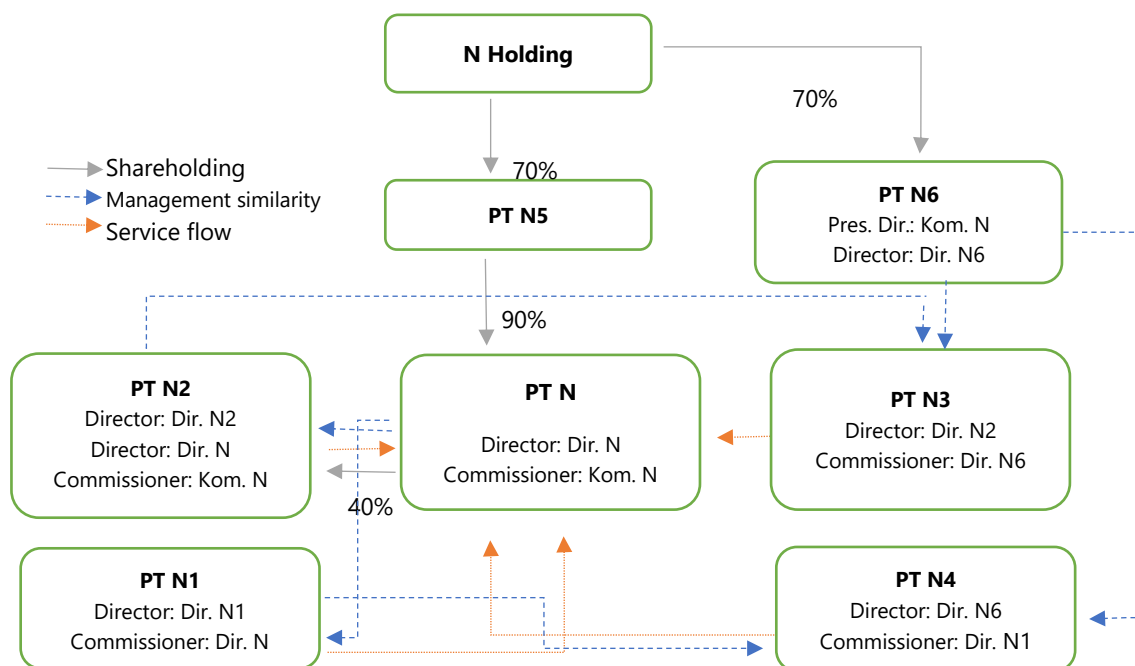 N Holding
70%
Shareholding
Management similarity
Service flow
70%
PT N5
PT N6
Pres. Dir.: Kom. N
Director: Dir. N6
90%
PT N2
Director: Dir. N2
Director: Dir. N
Commissioner: Kom. N
PT N
Director: Dir. N
Commissioner: Kom. N
PT N3
Director: Dir. N2
Commissioner: Dir. N6
40%
PT N1
Director: Dir. N1
Commissioner: Dir. N
PT N4
Director: Dir. N6
Commissioner: Dir. N1